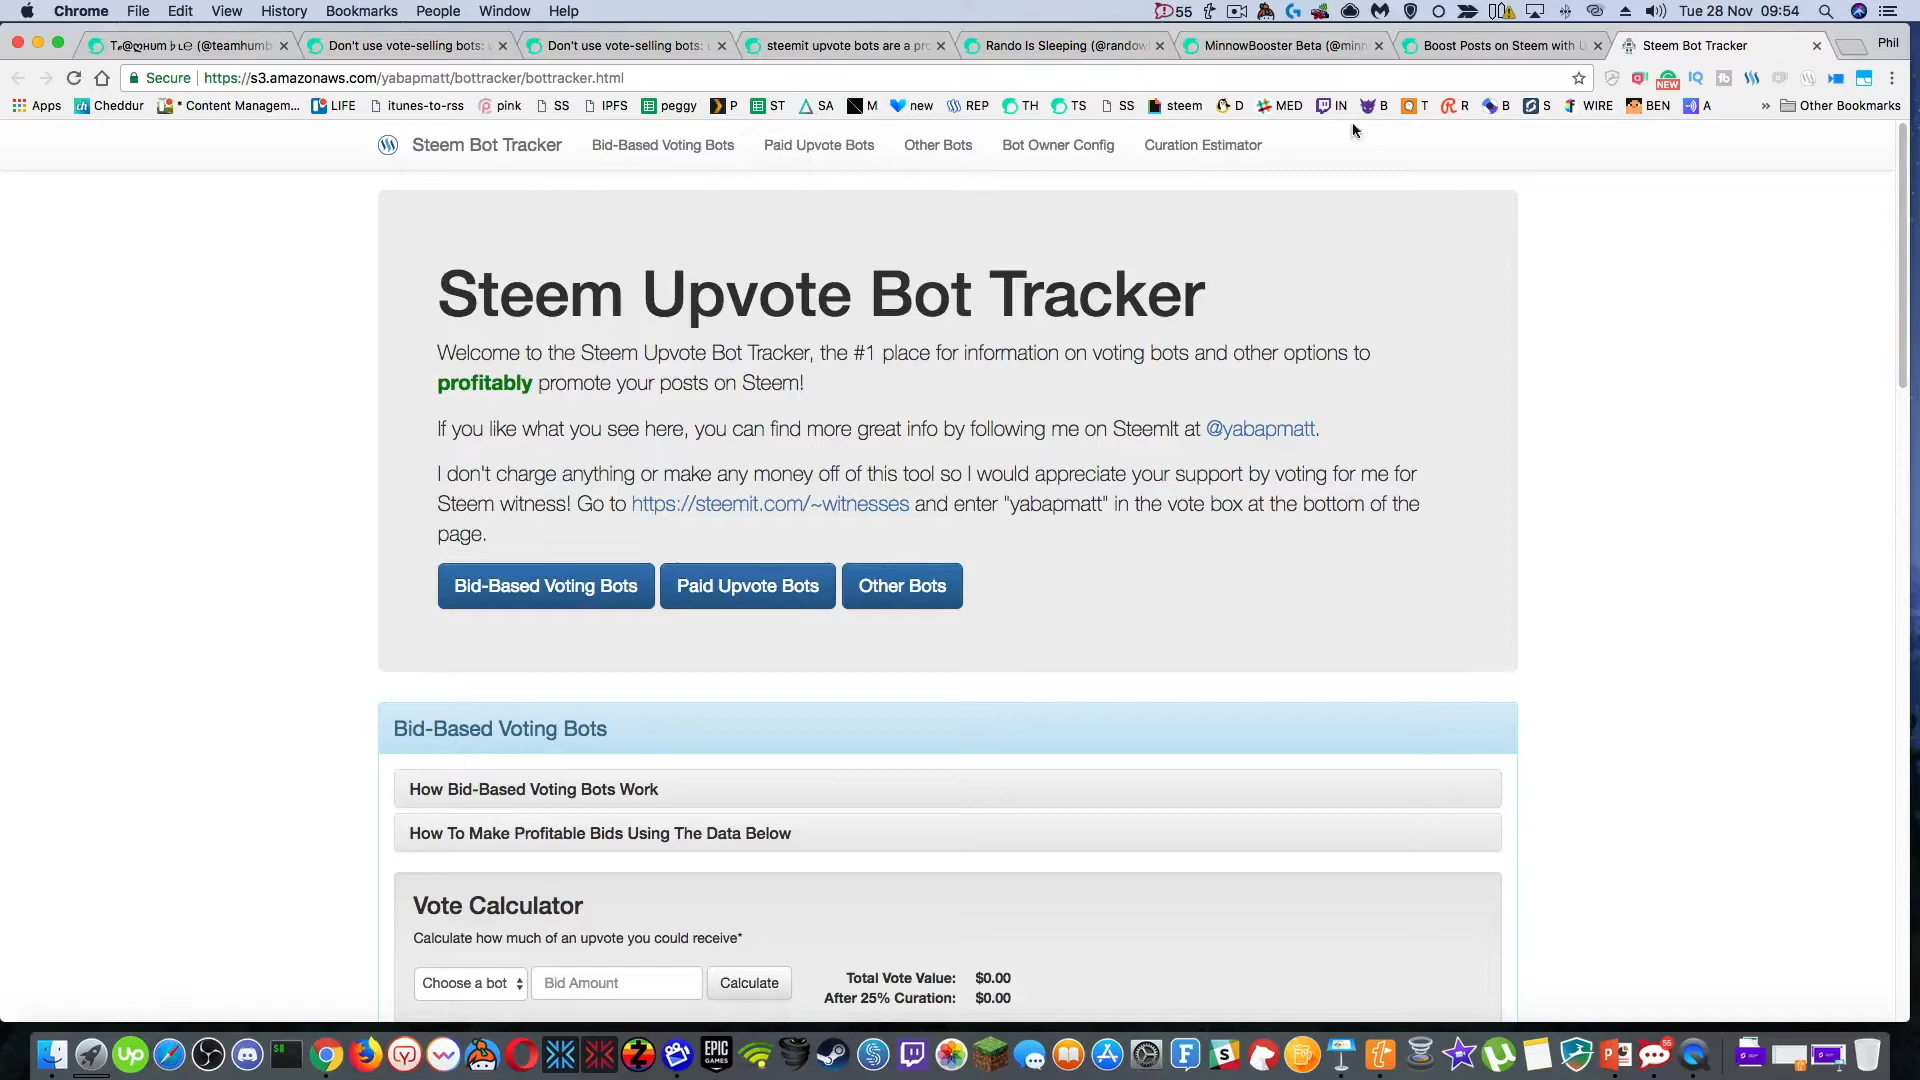 Chrome File Edit View History Bookmarks People Window Help
55
Tue 28 Nov 09:54
(@teamhumb
Don't use vote-selling bots:
Don't use vote-selling bots:
steemit upvote bots are a pro
Rando Is Sleeping (@randow
MinnowBooster Beta (@minn
Boost Posts on Steem with U
Steem Bot Tracker
Phil
Secure https://s3.amazonaws.com/yabapmatt/bottracker/bottracker.html
NEW
Apps Cheddur * Content Managem... LIFE itunes-to-rss pink SS IPFS peggy P ST SA M new REP TH TS SS steem D MED IN B T R B S WIRE BEN A » Other Bookmarks
Steem Bot Tracker Bid-Based Voting Bots Paid Upvote Bots Other Bots Bot Owner Config Curation Estimator
Steem Upvote Bot Tracker
Welcome to the Steem Upvote Bot Tracker, the #1 place for information on voting bots and other options to
profitably promote your posts on Steem!
If you like what you see here, you can find more great info by following me on SteemIt at @yabapmatt.
I don't charge anything or make any money off of this tool so I would appreciate your support by voting for me for
Steem witness! Go to https://steemit.com/~witnesses and enter "yabapmatt" in the vote box at the bottom of the
page.
Bid-Based Voting Bots Paid Upvote Bots Other Bots
Bid-Based Voting Bots
How Bid-Based Voting Bots Work
How To Make Profitable Bids Using The Data Below
Vote Calculator
Calculate how much of an upvote you could receive*
Choose a bot Bid Amount Calculate Total Vote Value: $0.00
After 25% Curation: $0.00
Up
EPIC
GAMES
55